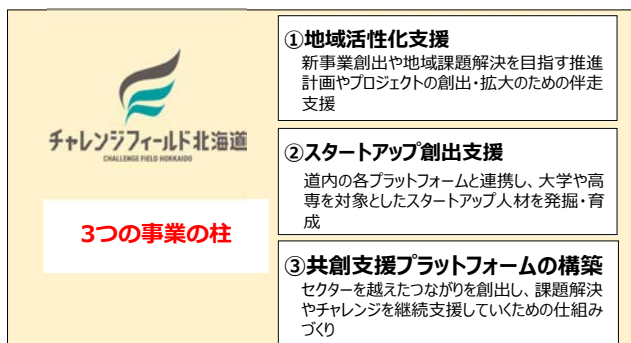 チャレンジフィールド北海道
CHALLENGE FIELD HOKKAIDO
3つの事業の柱
①地域活性化支援
新事業創出や地域課題解決を目指す推進
計画やプロジェクトの創出・拡大のための伴走
支援
②スタートアップ創出支援
道内の各プラットフォームと連携し、大学や高
専を対象としたスタートアップ人材を発掘・育
成
③共創支援プラットフォームの構築
セクターを越えたつながりを創出し、課題解決
やチャレンジを継続支援していくための仕組み
づくり